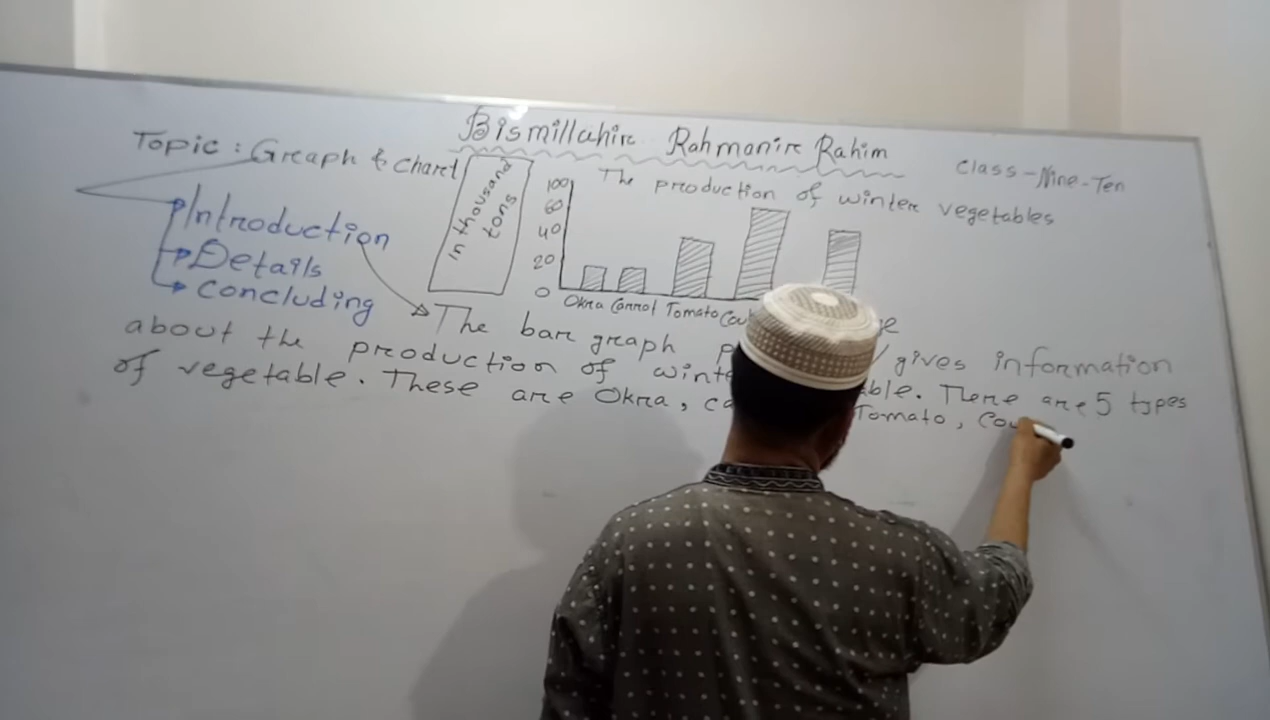 Bismillahir Rahmanir Rahim
Topic : Graph & chart
Class-Nine-Ten
The production of winter vegetables
in thousand tons
100
60
40
20
0
Okra Carrot Tomato Cau
Introduction
Details
Concluding
The bar graph gives information
about the production of There are 5 types
of vegetable. These are Okra, Tomato, Cou